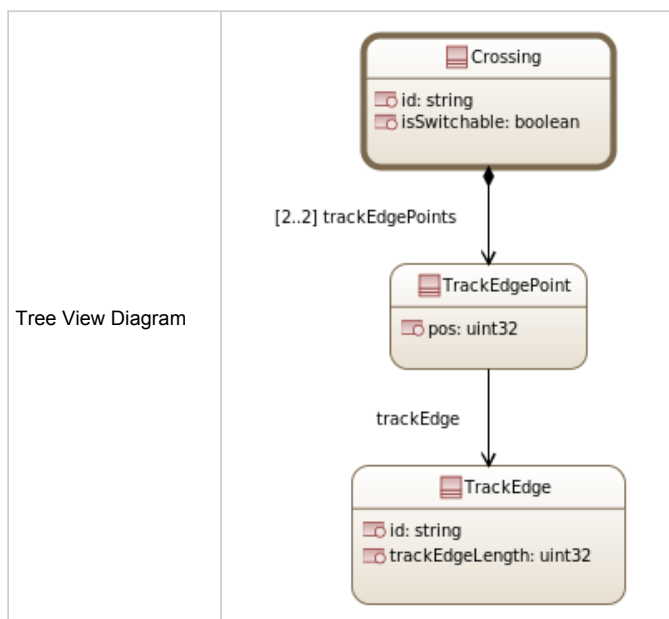 Tree View Diagram
Crossing
id: string
isSwitchable: boolean
[2..2] trackEdgePoints
TrackEdgePoint
pos: uint32
trackEdge
TrackEdge
id: string
trackEdgeLength: uint32